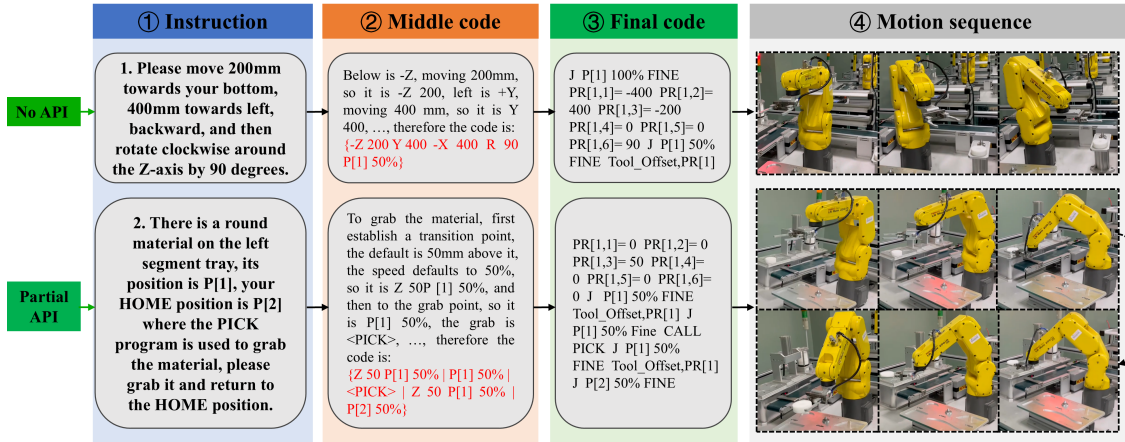 ① Instruction
② Middle code
③ Final code
④ Motion sequence
No API
1. Please move 200mm
towards your bottom,
400mm towards left,
backward, and then
rotate clockwise around
the Z-axis by 90 degrees.
Below is -Z, moving 200mm,
so it is -Z 200, left is +Y,
moving 400 mm, so it is Y
400, …, therefore the code is:
{-Z 200 Y 400 -X 400 R 90
P[1] 50%}
J P[1] 100% FINE
PR[1,1]= -400 PR[1,2]=
400 PR[1,3]= -200
PR[1,4]= 0 PR[1,5]= 0
PR[1,6]= 90 J P[1] 50%
FINE Tool_Offset,PR[1]
Partial
API
2. There is a round
material on the left
segment tray, its
position is P[1], your
HOME position is P[2]
where the PICK
program is used to grab
the material, please
grab it and return to
the HOME position.
To grab the material, first
establish a transition point,
the default is 50mm above it,
the speed defaults to 50%,
so it is Z 50P [1] 50%, and
then to the grab point, so it
is P[1] 50%, the grab is
<PICK>, …, therefore the
code is:
{Z 50 P[1] 50% | P[1] 50% |
<PICK> | Z 50 P[1] 50% |
P[2] 50%}
PR[1,1]= 0 PR[1,2]= 0
PR[1,3]= 50 PR[1,4]=
0 PR[1,5]= 0 PR[1,6]=
0 J P[1] 50% FINE
Tool_Offset,PR[1] J
P[1] 50% Fine CALL
PICK J P[1] 50%
FINE Tool_Offset,PR[1]
J P[2] 50% FINE